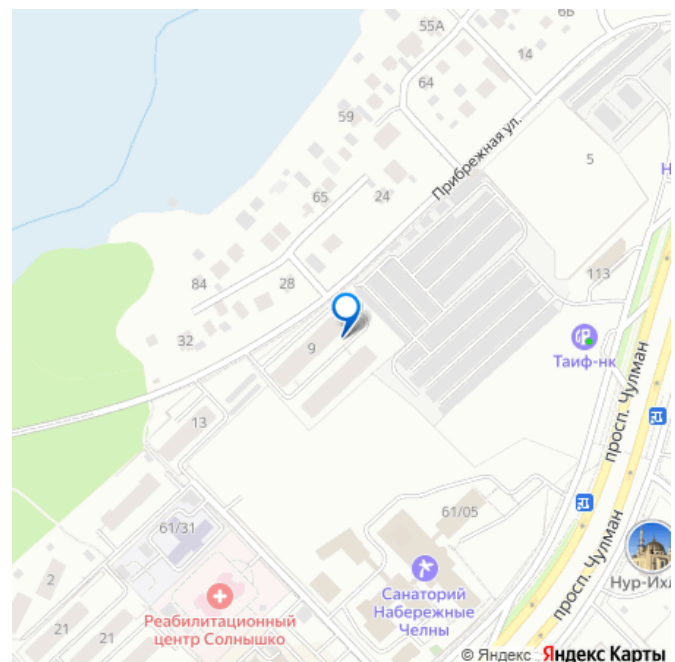 55А
6Б
14
64
59
Прибрежная ул.
5
Н
65
24
84
28
113
32
9
Таиф-нк
просп. Чулман
13
61/05
61/31
просп. Чулман
Нур-Ихл
2
Санаторий
Набережные
Челны
Реабилитационный
центр Солнышко
21
21
© Яндекс Яндекс Карты